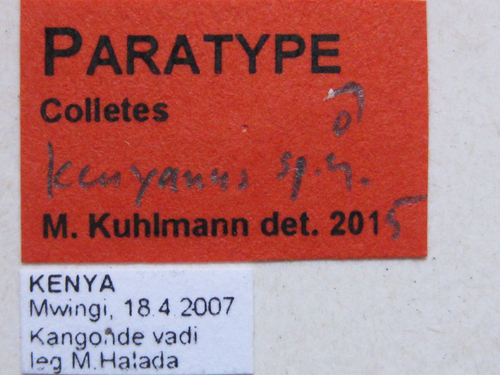 PARATYPE
Colletes ♂
kenyanus sp. n.
M. Kuhlmann det. 2015
KENYA
Mwingi, 18.4.2007
Kangonde vadi
leg M.Halada